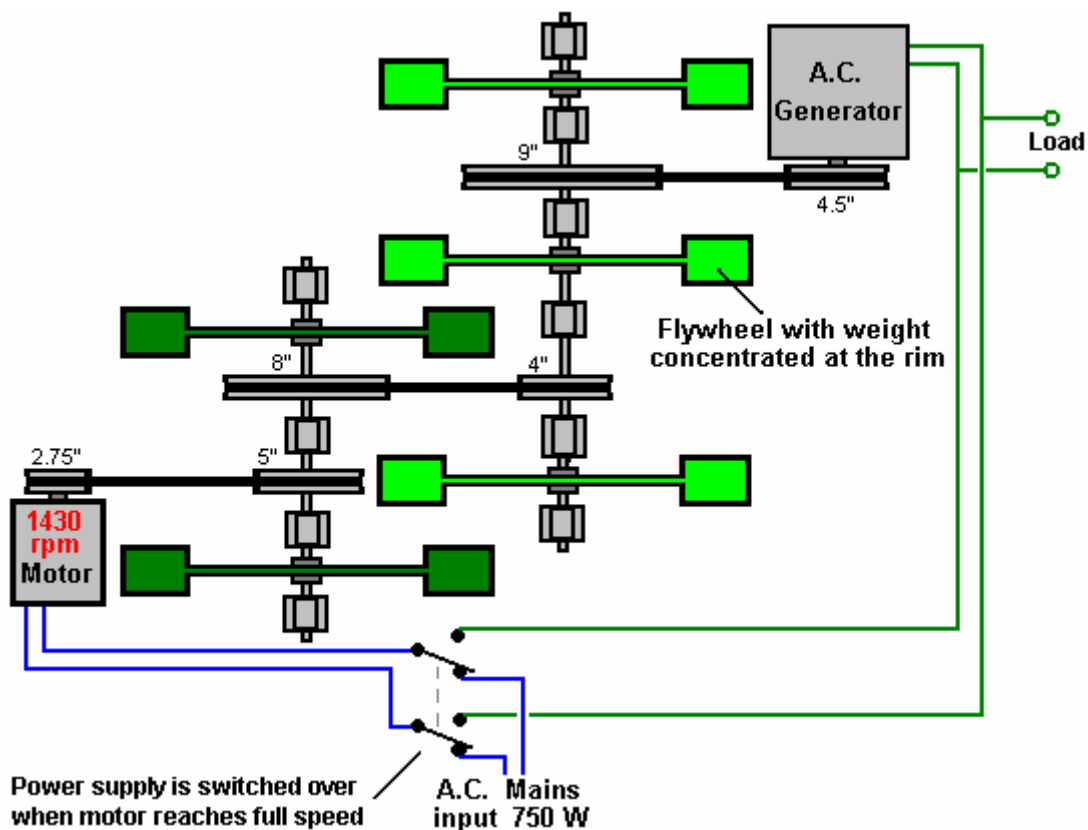 A.C.
Generator
Load
9"
4.5"
Flywheel with weight
concentrated at the rim
8"
4"
2.75"
5"
1430
rpm
Motor
Power supply is switched over
when motor reaches full speed
A.C. Mains
input 750 W